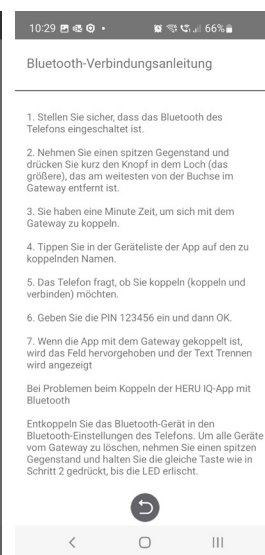 10:29 66%
Bluetooth-Verbindungsanleitung
1. Stellen Sie sicher, dass das Bluetooth des
Telefons eingeschaltet ist.
2. Nehmen Sie einen spitzen Gegenstand und
drücken Sie kurz den Knopf in dem Loch (das
größere), das am weitesten von der Buchse im
Gateway entfernt ist.
3. Sie haben eine Minute Zeit, um sich mit dem
Gateway zu koppeln.
4. Tippen Sie in der Geräteliste der App auf den zu
koppelnden Namen.
5. Das Telefon fragt, ob Sie koppeln (koppeln und
verbinden) möchten.
6. Geben Sie die PIN 123456 ein und dann OK.
7. Wenn die App mit dem Gateway gekoppelt ist,
wird das Feld hervorgehoben und der Text Trennen
wird angezeigt
Bei Problemen beim Koppeln der HERU IQ-App mit
Bluetooth
Entkoppeln Sie das Bluetooth-Gerät in den
Bluetooth-Einstellungen des Telefons. Um alle Geräte
vom Gateway zu löschen, nehmen Sie einen spitzen
Gegenstand und halten Sie die gleiche Taste wie in
Schritt 2 gedrückt, bis die LED erlischt.